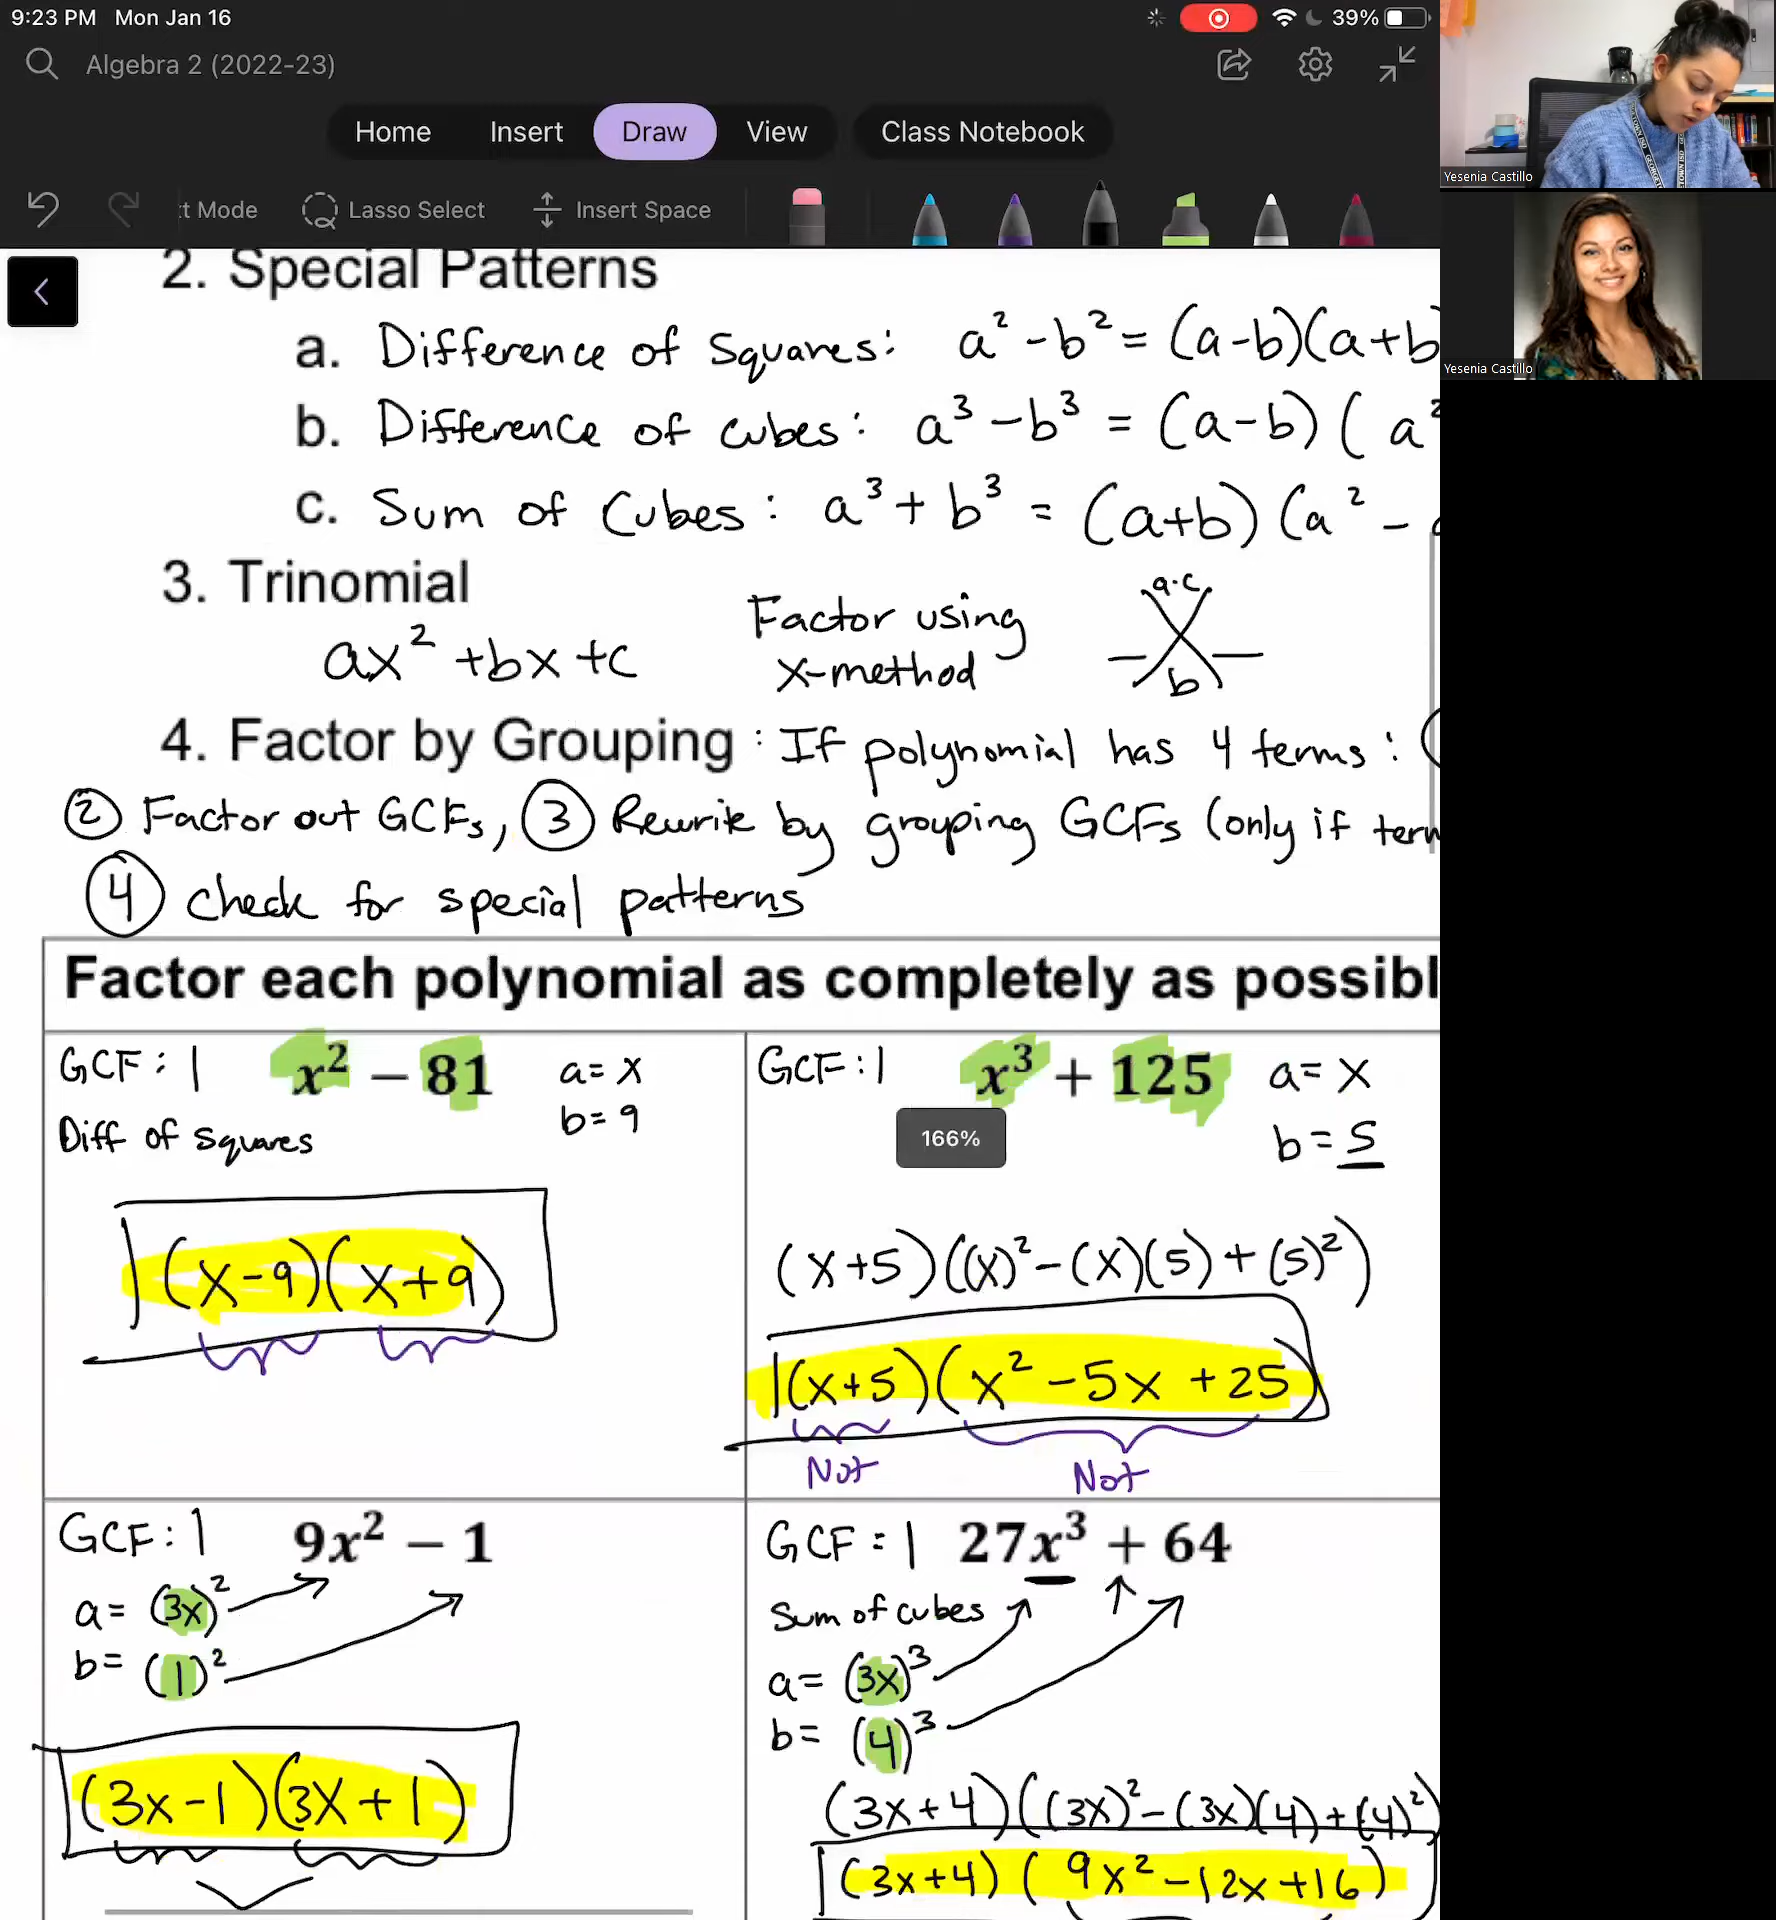 9:23 PM Mon Jan 16
39%
Algebra 2 (2022-23)
Home Insert Draw View Class Notebook
t Mode Lasso Select Insert Space
Yesenia Castillo
Yesenia Castillo
2. Special Patterns
a. Difference of Squares: a² - b² = (a-b)(a+b
b. Difference of cubes: a³ - b³ = (a-b) ( a²
c. Sum of Cubes: a³ + b³ = (a+b) (a² -
3. Trinomial
ax² + bx + c
Factor using
X-method
a·c
b
4. Factor by Grouping : If polynomial has 4 terms:
② Factor out GCFs, ③ Rewrite by grouping GCFs (only if term
④ check for special patterns
Factor each polynomial as completely as possibl
GCF: 1 x² − 81 a= x
b= 9
Diff of squares
(x-9)(x+9)
GCF: 1 x³ + 125 a= x
b= 5
166%
(x+5)((x)² - (x)(5) + (5)²)
(x+5)(x² - 5x + 25)
Not Not
GCF: 1 9x² − 1
a= (3x)²
b= (1)²
(3x-1)(3x+1)
GCF = 1 27x³ + 64
Sum of cubes
a= (3x)³
b= (4)³
(3x+4)((3x)² - (3x)(4) + (4)²)
(3x+4) ( 9x² - 12x + 16 )